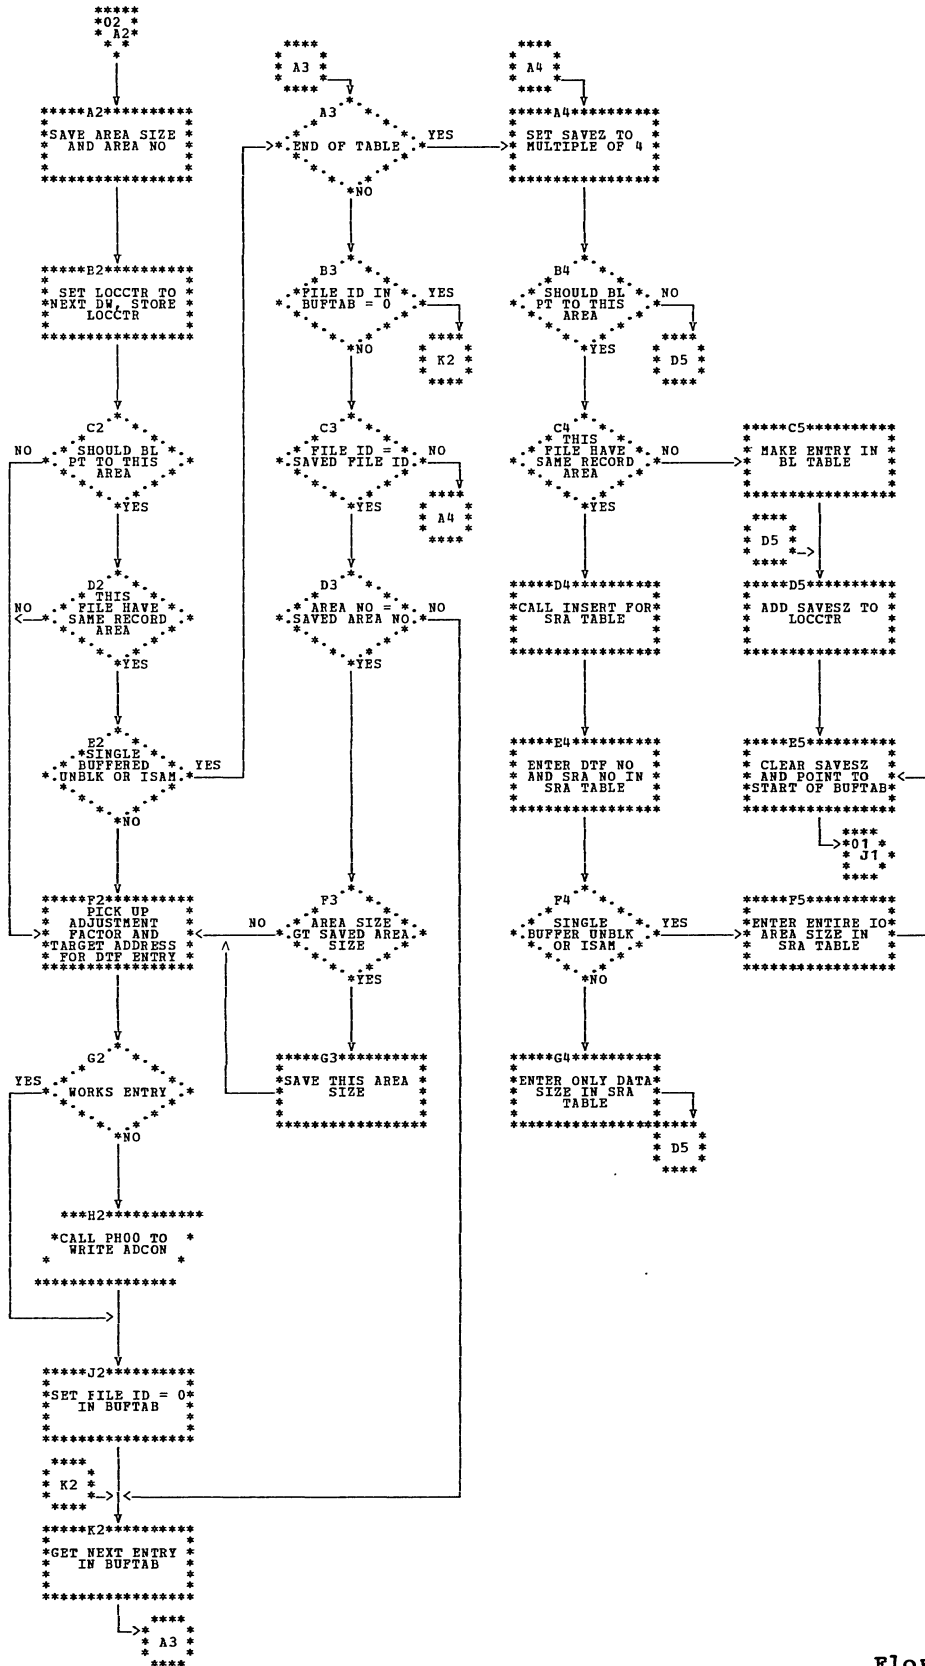 02
A2
A2
SAVE AREA SIZE
AND AREA NO
B2
SET LOCCTR TO
NEXT DW, STORE
LOCCTR
C2
SHOULD BL
PT TO THIS
AREA
NO
YES
D2
THIS
FILE HAVE
SAME RECORD
AREA
NO
YES
E2
SINGLE
BUFFERED
UNBLK OR ISAM
YES
NO
F2
PICK UP
ADJUSTMENT
FACTOR AND
TARGET ADDRESS
FOR DTF ENTRY
G2
WORKS ENTRY
YES
NO
H2
CALL PH00 TO
WRITE ADCON
J2
SET FILE ID = 0
IN BUFTAB
K2
K2
GET NEXT ENTRY
IN BUFTAB
A3
A3
A3
END OF TABLE
YES
NO
B3
FILE ID IN
BUFTAB = 0
YES
K2
NO
C3
FILE ID =
SAVED FILE ID
NO
A4
YES
D3
AREA NO =
SAVED AREA NO
NO
YES
F3
AREA SIZE
GT SAVED AREA
SIZE
NO
YES
G3
SAVE THIS AREA
SIZE
A4
A4
SET SAVEZ TO
MULTIPLE OF 4
B4
SHOULD BL
PT TO THIS
AREA
NO
D5
YES
C4
THIS
FILE HAVE
SAME RECORD
AREA
NO
YES
D4
CALL INSERT FOR
SRA TABLE
E4
ENTER DTF NO
AND SRA NO IN
SRA TABLE
F4
SINGLE
BUFFER UNBLK
OR ISAM
YES
NO
G4
ENTER ONLY DATA
SIZE IN SRA
TABLE
D5
C5
MAKE ENTRY IN
BL TABLE
D5
D5
ADD SAVESZ TO
LOCCTR
E5
CLEAR SAVESZ
AND POINT TO
START OF BUFTAB
01
J1
F5
ENTER ENTIRE IO
AREA SIZE IN
SRA TABLE